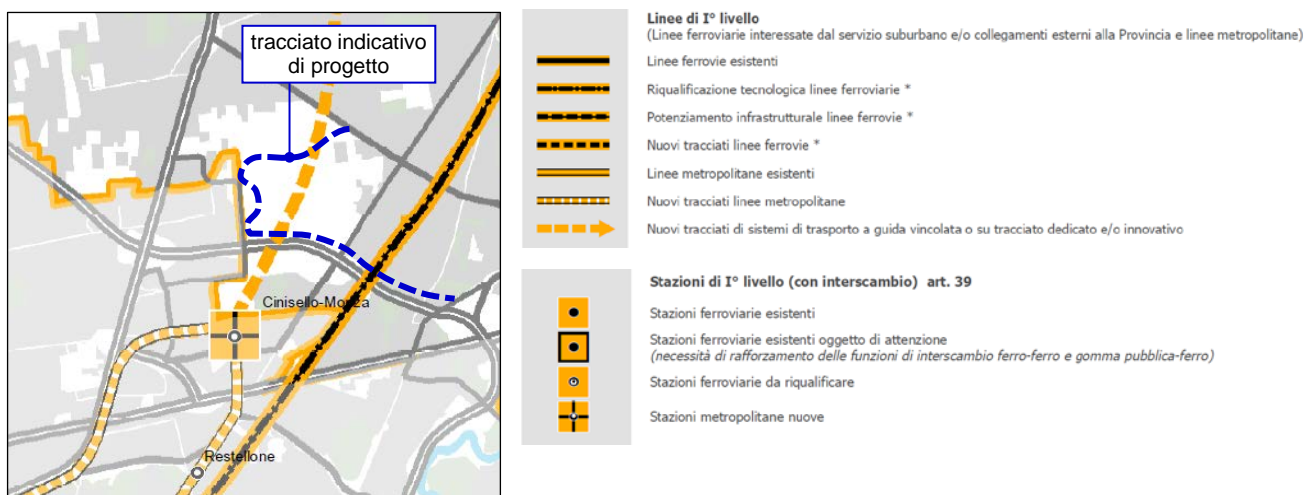 tracciato indicativo
di progetto
Cinisello-Monza
Restellone
Linee di I° livello
(Linee ferroviarie interessate dal servizio suburbano e/o collegamenti esterni alla Provincia e linee metropolitane)
Linee ferrovie esistenti
Riqualificazione tecnologica linee ferroviarie *
Potenziamento infrastrutturale linee ferrovie *
Nuovi tracciati linee ferrovie *
Linee metropolitane esistenti
Nuovi tracciati linee metropolitane
Nuovi tracciati di sistemi di trasporto a guida vincolata o su tracciato dedicato e/o innovativo
Stazioni di I° livello (con interscambio) art. 39
Stazioni ferroviarie esistenti
Stazioni ferroviarie esistenti oggetto di attenzione
(necessità di rafforzamento delle funzioni di interscambio ferro-ferro e gomma pubblica-ferro)
Stazioni ferroviarie da riqualificare
Stazioni metropolitane nuove